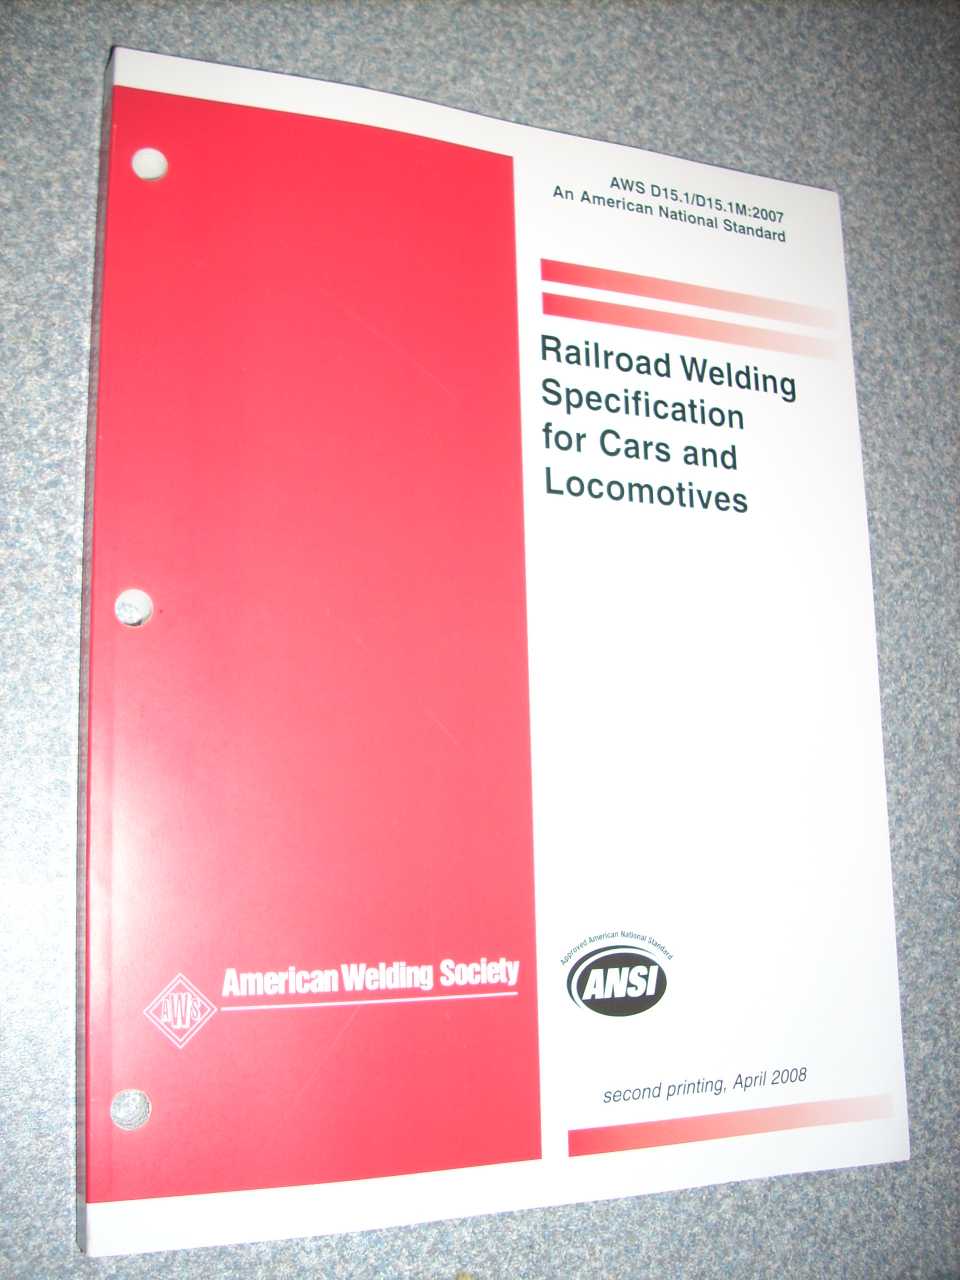 AWS D15.1/D15.1M:2007
An American National Standard
Railroad Welding
Specification
for Cars and
Locomotives
AWS
American Welding Society
Approved American National Standard
ANSI
second printing, April 2008